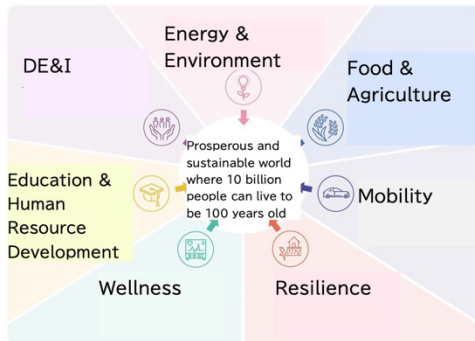 Energy &
Environment
DE&I
Food &
Agriculture
Prosperous and
sustainable world
where 10 billion
people can live to
be 100 years old
Education &
Human
Resource
Development
Mobility
Wellness
Resilience